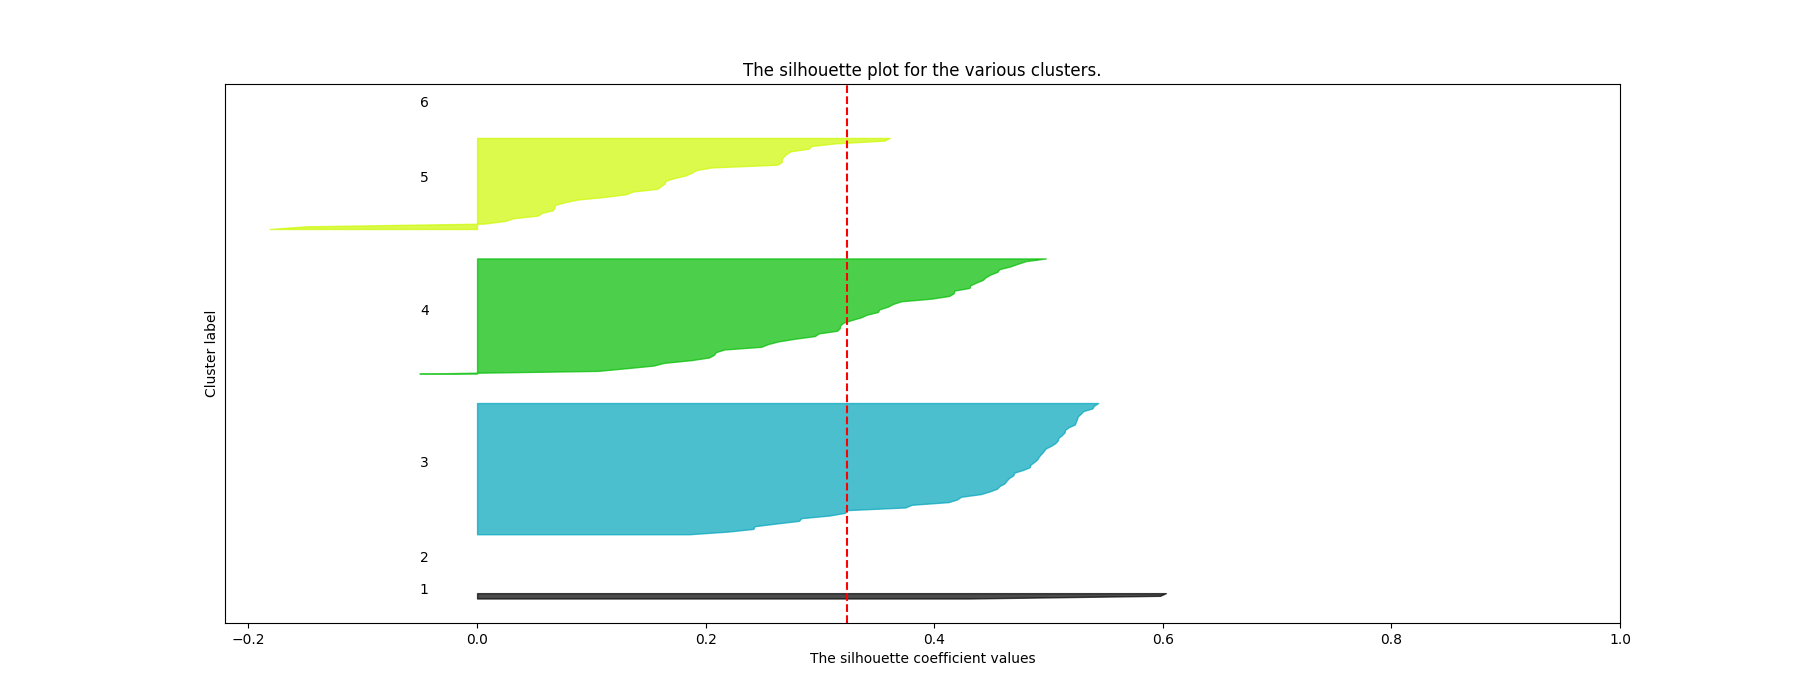 The silhouette plot for the various clusters.
6
5
4
3
2
1
Cluster label
−0.2 0.0 0.2 0.4 0.6 0.8 1.0
The silhouette coefficient values